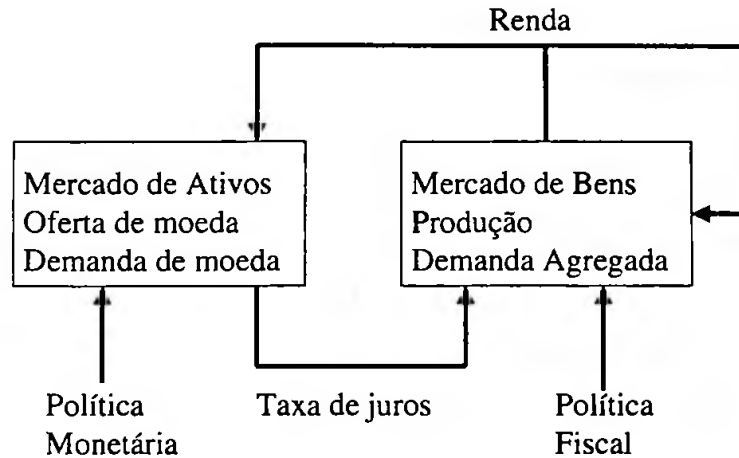 Renda
Mercado de Ativos
Oferta de moeda
Demanda de moeda
Mercado de Bens
Produção
Demanda Agregada
Política
Monetária
Taxa de juros
Política
Fiscal